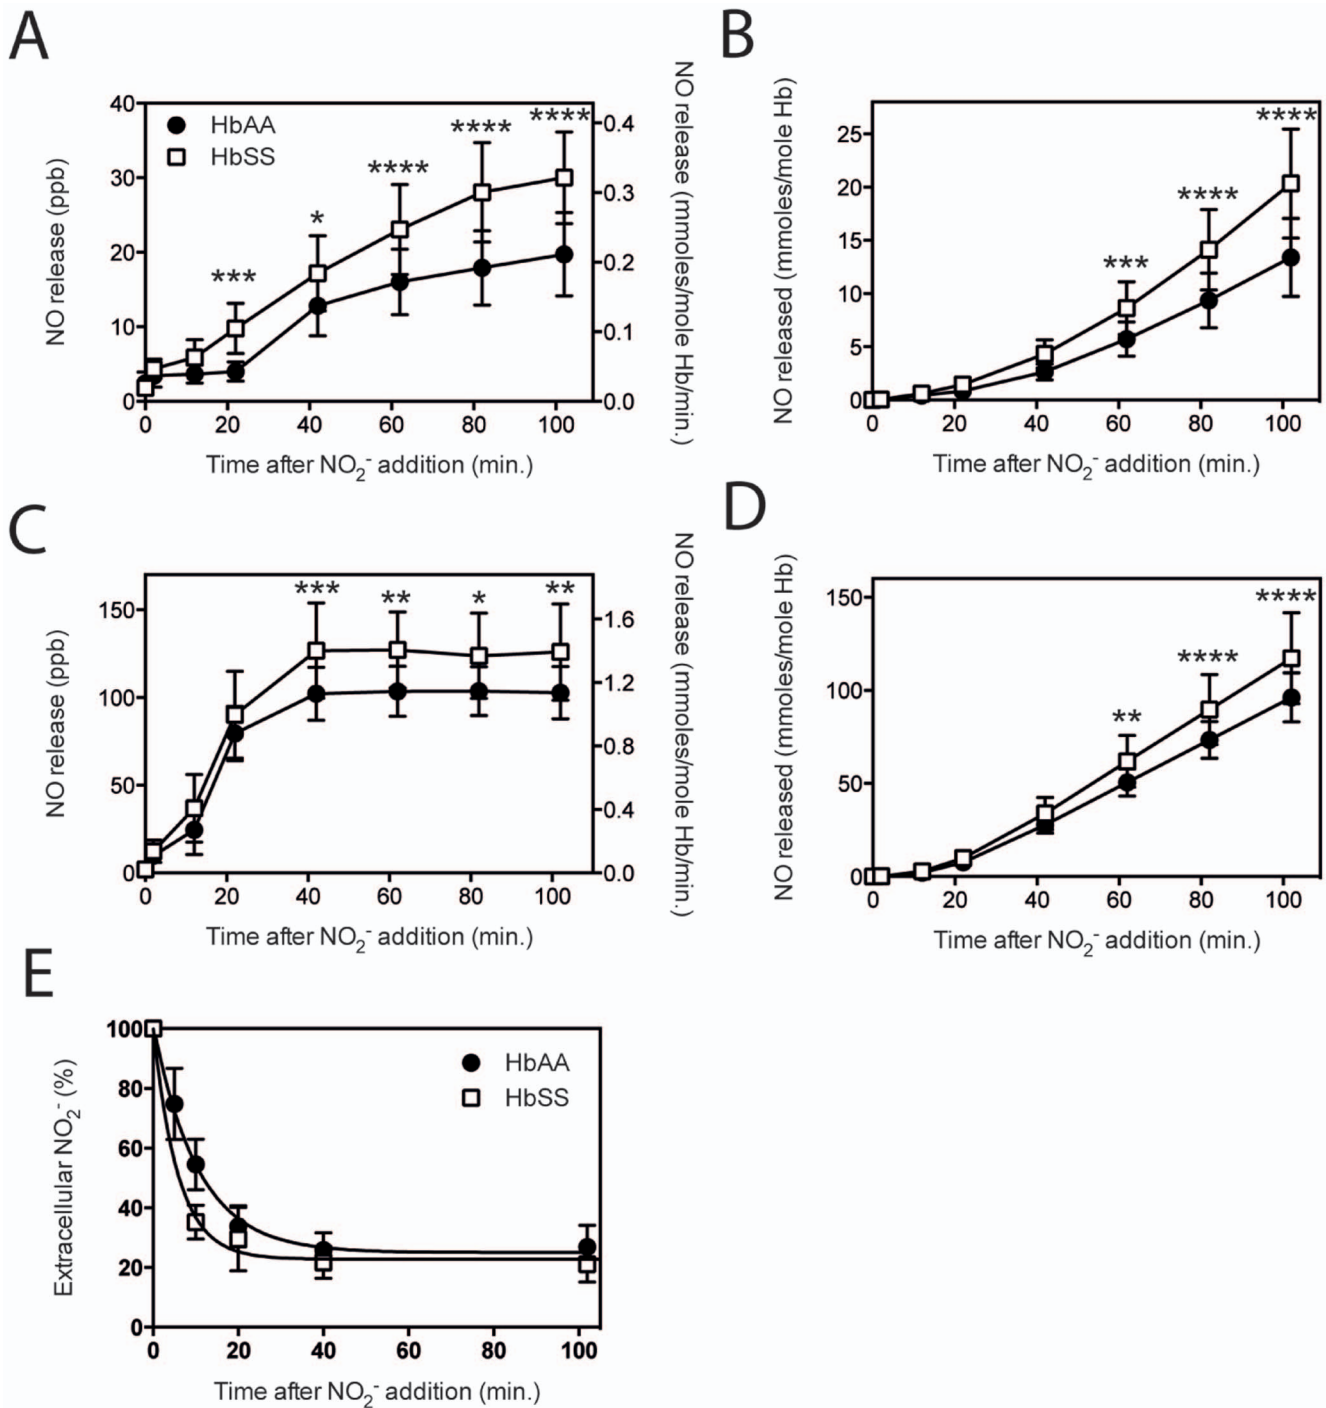 A
NO release (ppb)
40
30
20
10
0
HbAA
HbSS
***
*
****
****
****
0.4
0.3
0.2
0.1
0.0
NO release (mmoles/mole Hb/min.)
0 20 40 60 80 100
Time after NO₂⁻ addition (min.)
B
NO released (mmoles/mole Hb)
25
20
15
10
5
0
***
****
****
0 20 40 60 80 100
Time after NO₂⁻ addition (min.)
C
NO release (ppb)
150
100
50
0
***
**
*
**
1.6
1.2
0.8
0.4
0.0
NO release (mmoles/mole Hb/min.)
0 20 40 60 80 100
Time after NO₂⁻ addition (min.)
D
NO released (mmoles/mole Hb)
150
100
50
0
**
****
****
0 20 40 60 80 100
Time after NO₂⁻ addition (min.)
E
Extracellular NO₂⁻ (%)
100
80
60
40
20
0
HbAA
HbSS
0 20 40 60 80 100
Time after NO₂⁻ addition (min.)